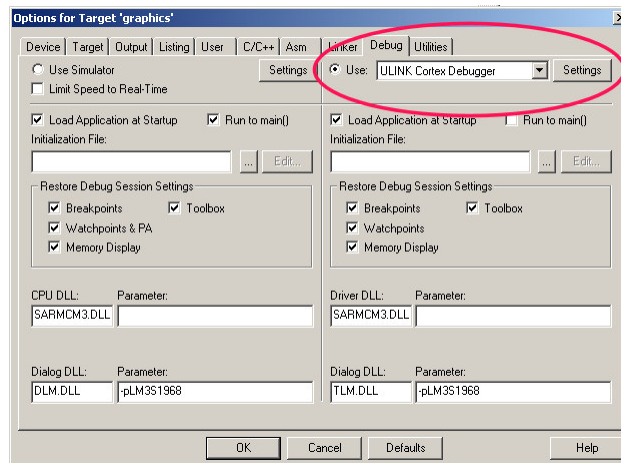 Options for Target 'graphics'
Device Target Output Listing User C/C++ Asm Linker Debug Utilities
Use Simulator Settings
Limit Speed to Real-Time
Use: ULINK Cortex Debugger Settings
Load Application at Startup Run to main()
Initialization File:
... Edit...
Load Application at Startup Run to main()
Initialization File:
... Edit...
Restore Debug Session Settings
Breakpoints Toolbox
Watchpoints & PA
Memory Display
Restore Debug Session Settings
Breakpoints Toolbox
Watchpoints
Memory Display
CPU DLL: Parameter:
SARMCM3.DLL
Driver DLL: Parameter:
SARMCM3.DLL
Dialog DLL: Parameter:
DLM.DLL -pLM3S1968
Dialog DLL: Parameter:
TLM.DLL -pLM3S1968
OK Cancel Defaults Help